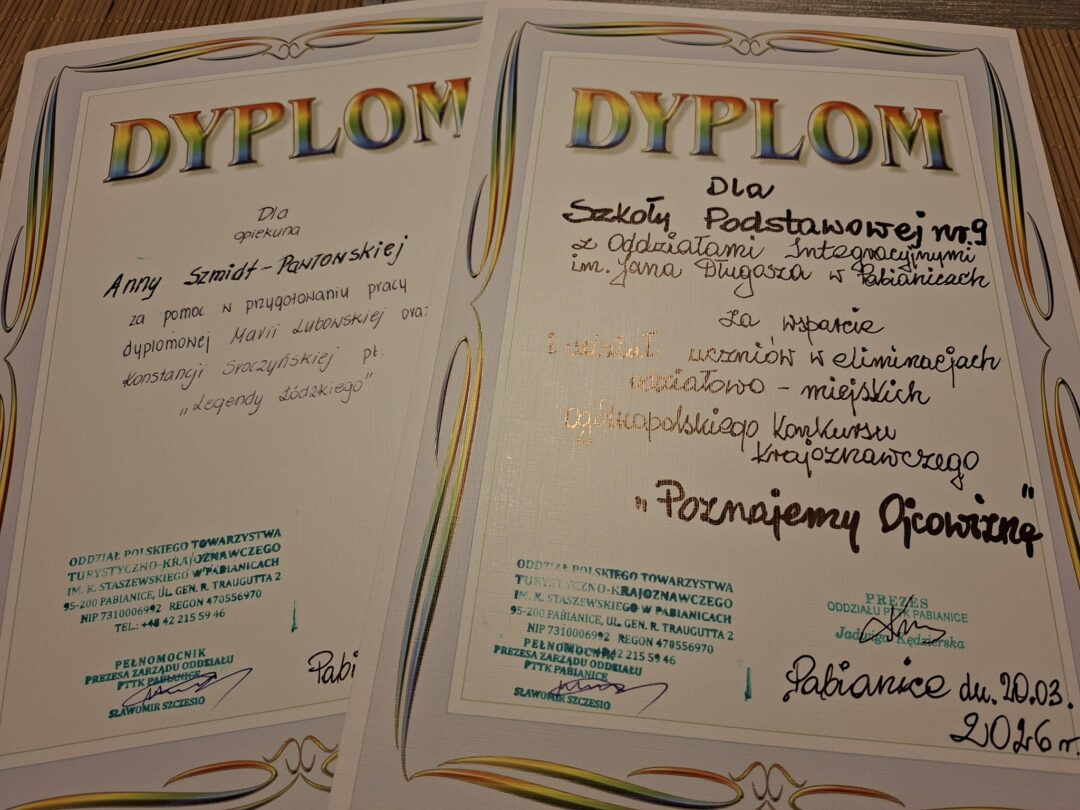 DYPLOM
Dla
opiekuna
Anny Szmidt-Pantonskiej
za pomoc w przygotowaniu pracy
dyplomowej Marii Lubowskiej oraz
Konstancji Sroczyńskiej pt.
"Legendy Łódzkiego"
ODDZIAŁ POLSKIEGO TOWARZYSTWA
TURYSTYCZNO-KRAJOZNAWCZEGO
IM. K. STASZEWSKIEGO W PABIANICACH
95-200 PABIANICE, UL. GEN. R. TRAUGUTTA 2
NIP 7310006992 REGON 470556970
TEL.: +48 42 215 59 46
PEŁNOMOCNIK
PREZESA ZARZĄDU ODDZIAŁU
PTTK PABIANICE
SŁAWOMIR SZCZESIO
Pabi
DYPLOM
Dla
Szkoły Podstawowej nr.9
z Oddziałami Integracyjnymi
im. Jana Długosza w Pabianicach
Za wsparcie
i udział uczniów w eliminacjach
odziałowo - miejskich
ogólnopolskiego Konkursu
Krajoznawczego
"Poznajemy Ojcowiznę"
ODDZIAŁ POLSKIEGO TOWARZYSTWA
TURYSTYCZNO-KRAJOZNAWCZEGO
IM. K. STASZEWSKIEGO W PABIANICACH
95-200 PABIANICE, UL. GEN. R. TRAUGUTTA 2
NIP 7310006992 REGON 470556970
42 215 59 46
PEŁNOMOCNIK
PREZESA ZARZĄDU ODDZIAŁU
PTTK PABIANICE
SŁAWOMIR SZCZESIO
PREZES
ODDZIAŁU PTTK PABIANICE
Jadwiga Kędzierska
Pabianice dn. 20.03.
2026 r.